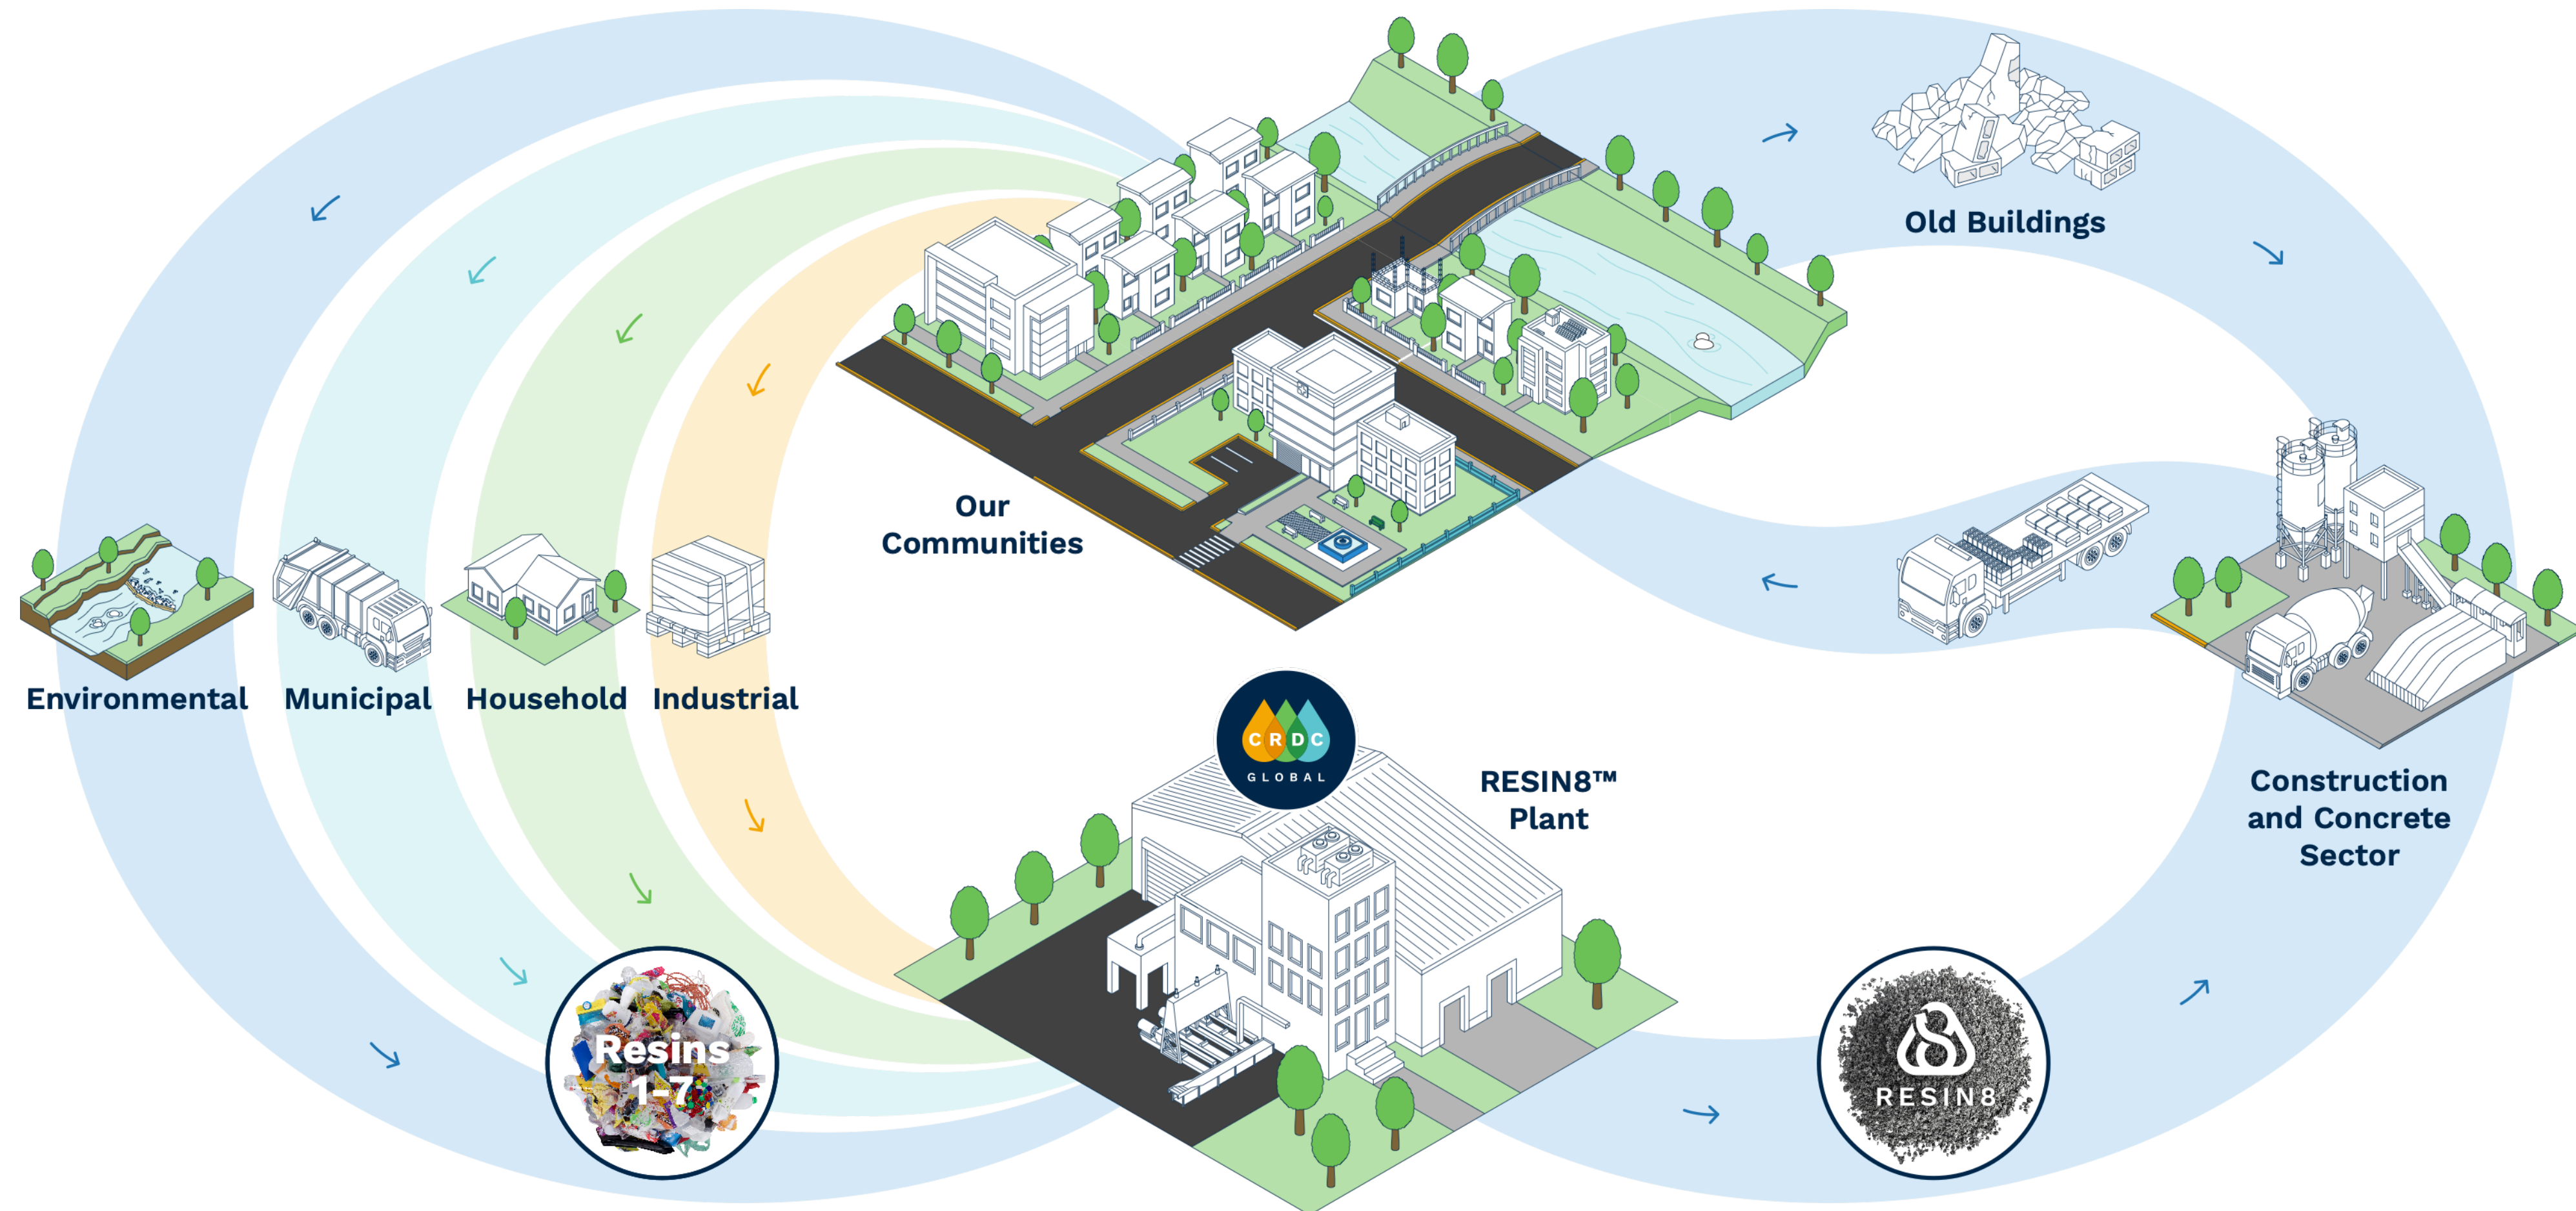 Old Buildings
Our
Communities
Environmental
Municipal
Household
Industrial
CRDC
GLOBAL
RESIN8™
Plant
Construction
and Concrete
Sector
Resins
1-7
RESIN8